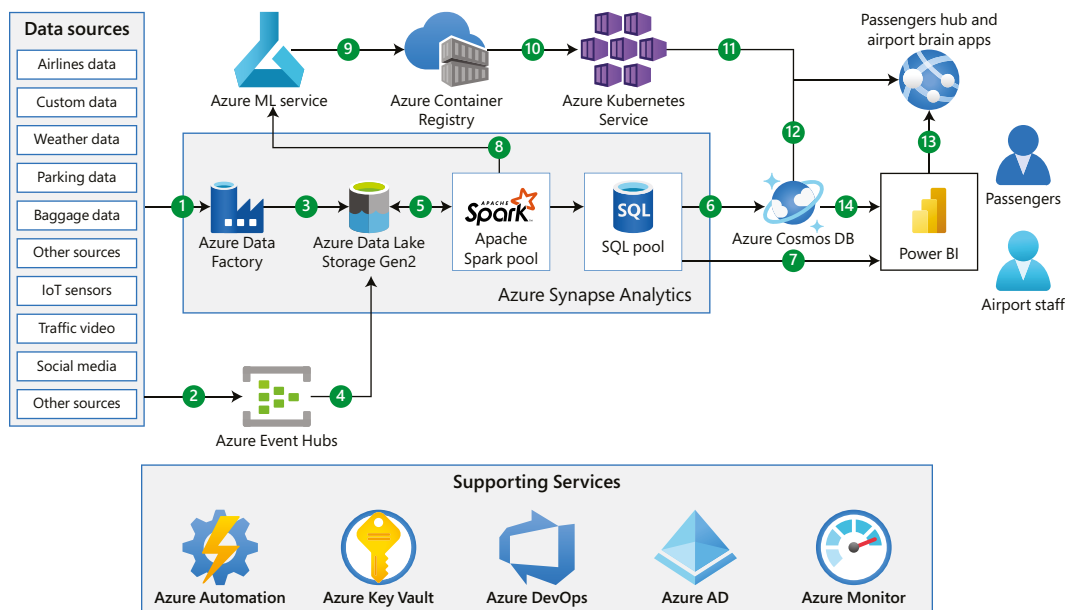 Data sources
Airlines data
Custom data
Weather data
Parking data
Baggage data
Other sources
IoT sensors
Traffic video
Social media
Other sources
9
10
11
Azure ML service
Azure Container
Registry
Azure Kubernetes
Service
Passengers hub and
airport brain apps
8
12
13
1
3
5
6
14
7
Azure Data
Factory
Azure Data Lake
Storage Gen2
APACHE
Spark
Apache
Spark pool
SQL
SQL pool
Azure Synapse Analytics
Azure Cosmos DB
Power BI
Passengers
Airport staff
2
4
Azure Event Hubs
Supporting Services
Azure Automation
Azure Key Vault
Azure DevOps
Azure AD
Azure Monitor